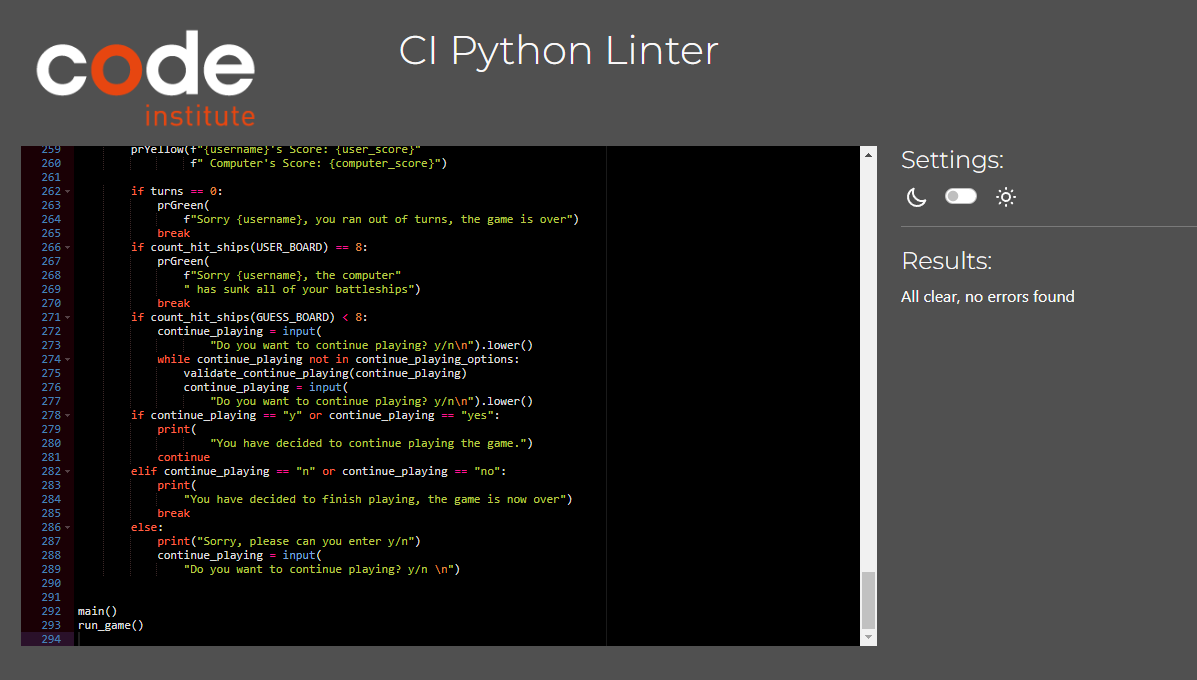 code
institute
CI Python Linter
259 prYellow(f"{username}'s Score: {user_score}"
260 f" Computer's Score: {computer_score}")
261
262 if turns == 0:
263 prGreen(
264 f"Sorry {username}, you ran out of turns, the game is over")
265 break
266 if count_hit_ships(USER_BOARD) == 8:
267 prGreen(
268 f"Sorry {username}, the computer"
269 " has sunk all of your battleships")
270 break
271 if count_hit_ships(GUESS_BOARD) < 8:
272 continue_playing = input(
273 "Do you want to continue playing? y/n\n").lower()
274 while continue_playing not in continue_playing_options:
275 validate_continue_playing(continue_playing)
276 continue_playing = input(
277 "Do you want to continue playing? y/n\n").lower()
278 if continue_playing == "y" or continue_playing == "yes":
279 print(
280 "You have decided to continue playing the game.")
281 continue
282 elif continue_playing == "n" or continue_playing == "no":
283 print(
284 "You have decided to finish playing, the game is now over")
285 break
286 else:
287 print("Sorry, please can you enter y/n")
288 continue_playing = input(
289 "Do you want to continue playing? y/n \n")
290
291
292 main()
293 run_game()
294
Settings:
Results:
All clear, no errors found